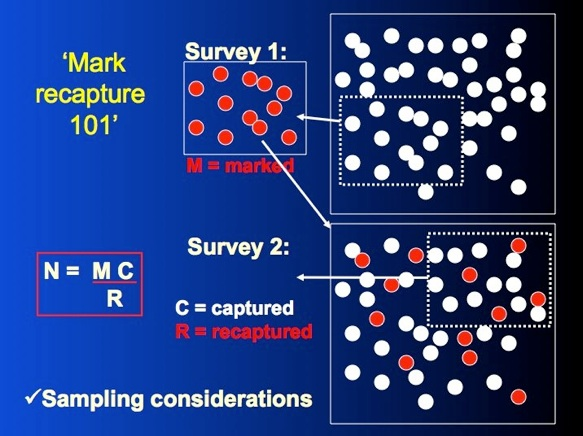 ‘Mark
recapture
101’
Survey 1:
M = marked
Survey 2:
N = M C
R
C = captured
R = recaptured
✓Sampling considerations